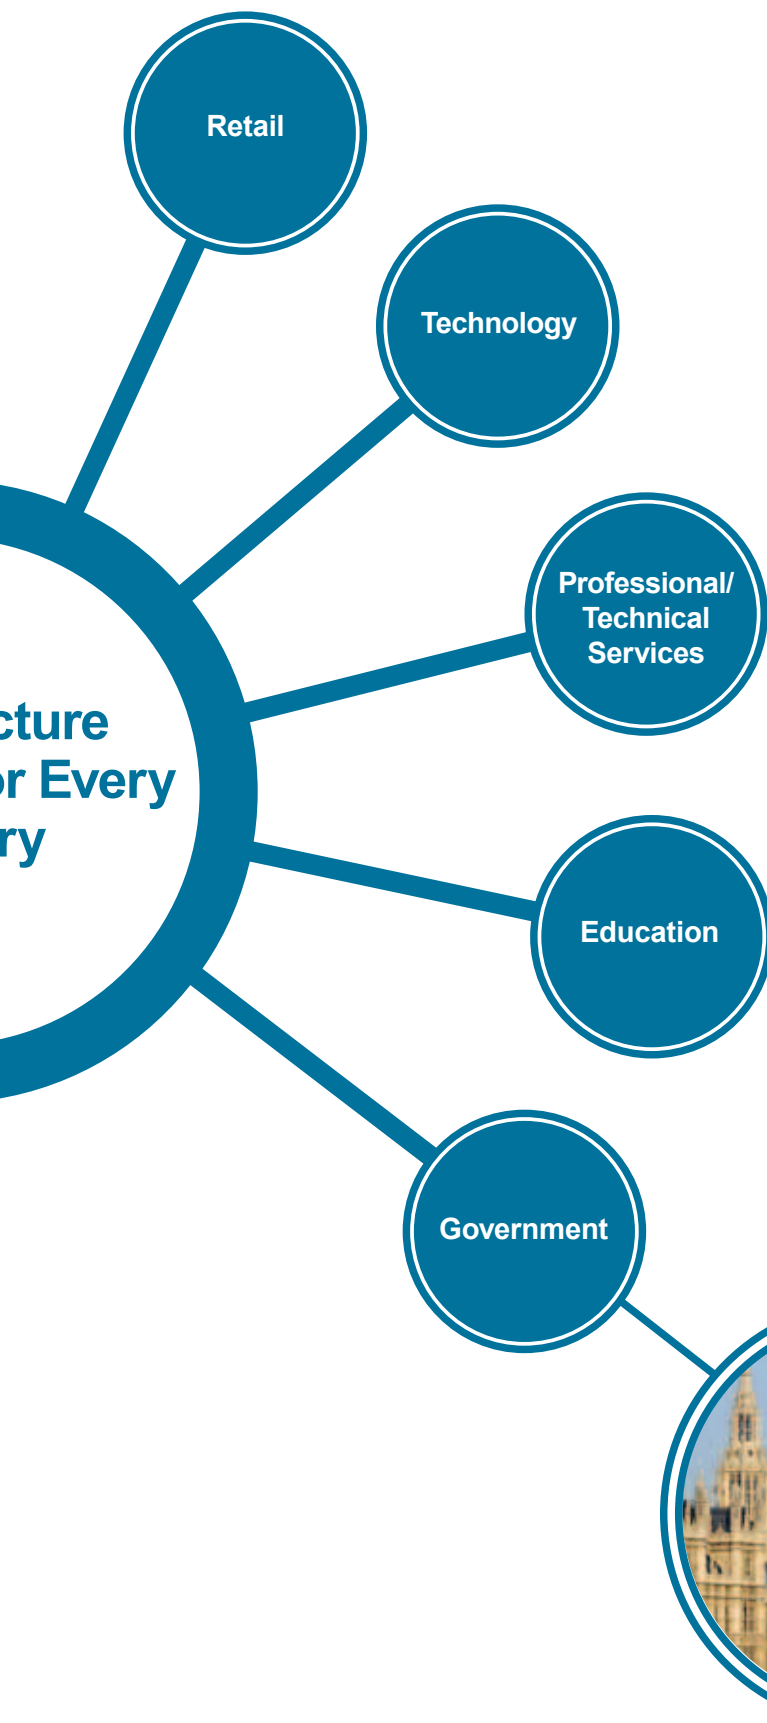 Retail
Technology
Professional/
Technical
Services
cture
or Every
ry
Education
Government